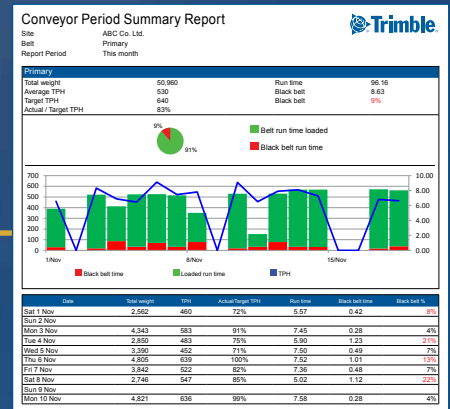 Conveyor Period Summary Report
Trimble
Site ABC Co. Ltd.
Belt Primary
Report Period This month
Primary
Total weight 50,960 Run time 96.16
Average TPH 530 Black belt 8.63
Target TPH 640 Black belt 9%
Actual / Target TPH 83%
9%
91%
Belt run time loaded
Black belt run time
700 10.00
600 8.00
500 6.00
400 4.00
300 2.00
200 0.00
100
0
1/Nov 8/Nov 15/Nov
Black belt time Loaded run time TPH
Date Total weight TPH Actual/Target TPH Run time Black belt time Black belt %
Sat 1 Nov 2,562 460 72% 5.57 0.42 8%
Sun 2 Nov
Mon 3 Nov 4,343 583 91% 7.45 0.28 4%
Tue 4 Nov 2,850 483 75% 5.90 1.23 21%
Wed 5 Nov 3,390 452 71% 7.50 0.49 7%
Thu 6 Nov 4,805 639 100% 7.52 1.01 13%
Fri 7 Nov 3,842 522 82% 7.36 0.48 7%
Sat 8 Nov 2,746 547 85% 5.02 1.12 22%
Sun 9 Nov
Mon 10 Nov 4,821 636 99% 7.58 0.28 4%